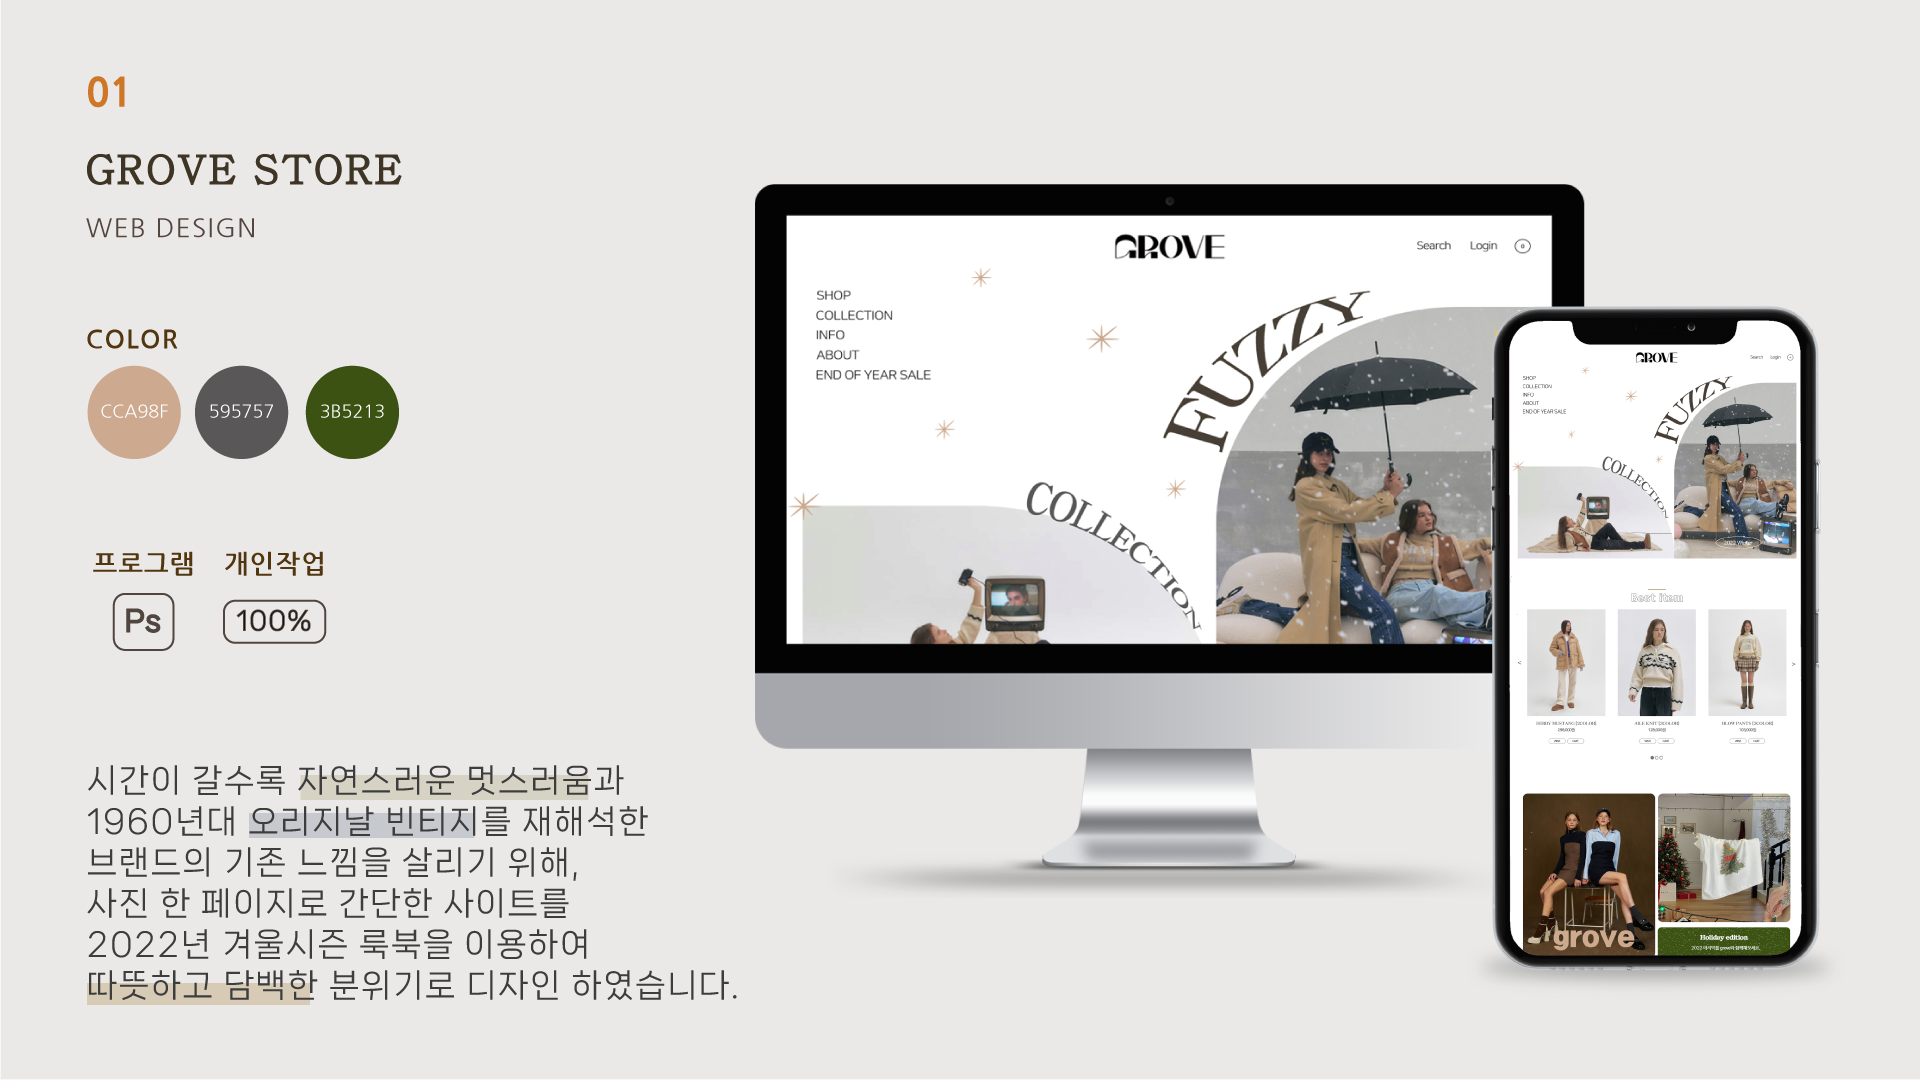 01
GROVE STORE
WEB DESIGN
COLOR
CCA98F
595757
3B5213
프로그램
개인작업
Ps
100%
시간이 갈수록 자연스러운 멋스러움과
1960년대 오리지날 빈티지를 재해석한
브랜드의 기존 느낌을 살리기 위해,
사진 한 페이지로 간단한 사이트를
2022년 겨울시즌 룩북을 이용하여
따뜻하고 담백한 분위기로 디자인 하였습니다.
GROVE
Search
Login
0
SHOP
COLLECTION
INFO
ABOUT
END OF YEAR SALE
FUZZY
COLLECTION
GROVE
Search
Login
SHOP
COLLECTION
INFO
ABOUT
END OF YEAR SALE
FUZZY
COLLECTION
Best item
<
>
grove
Holiday edition